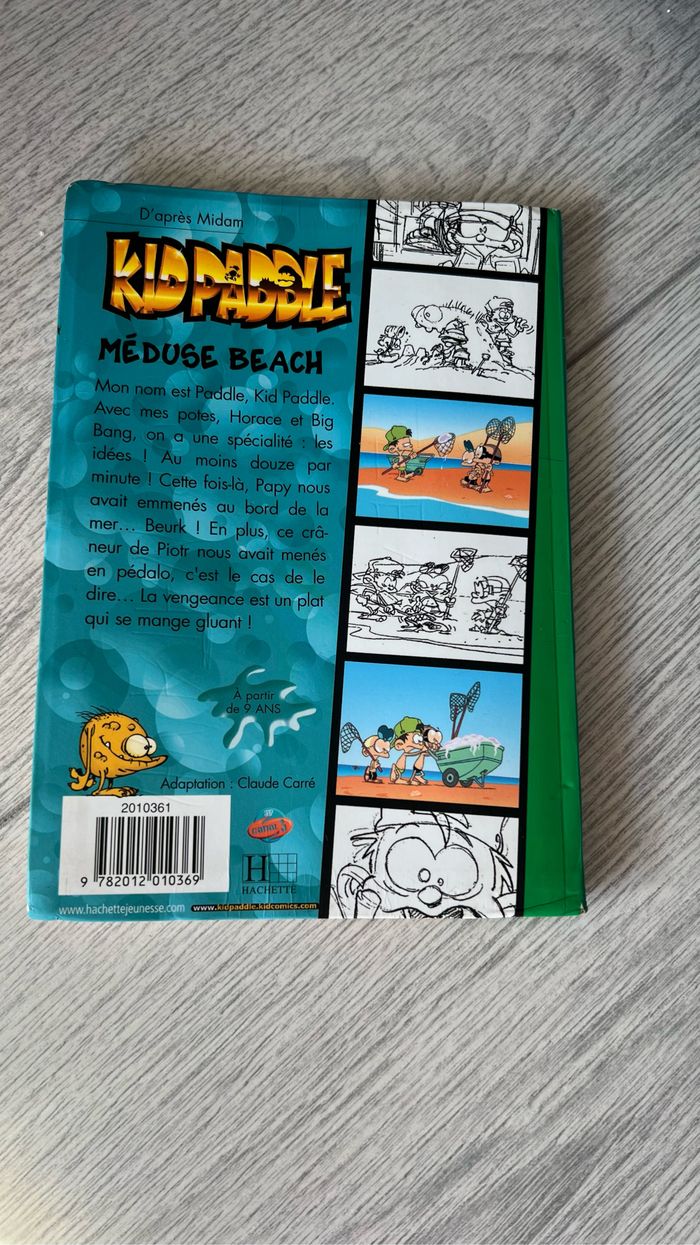 D'après Midam
KID PADDLE
MÉDUSE BEACH
Mon nom est Paddle, Kid Paddle.
Avec mes potes, Horace et Big
Bang, on a une spécialité : les
idées ! Au moins douze par
minute ! Cette fois-là, Papy nous
avait emmenés au bord de la
mer... Beurk ! En plus, ce crâ-
neur de Piotr nous avait menés
en pédalo, c'est le cas de le
dire... La vengeance est un plat
qui se mange gluant !
À partir
de 9 ANS
Adaptation : Claude Carré
2010361
9 782012 010369
canal J
H
HACHETTE
www.hachettejeunesse.com
www.kidpaddle.kidcomics.com